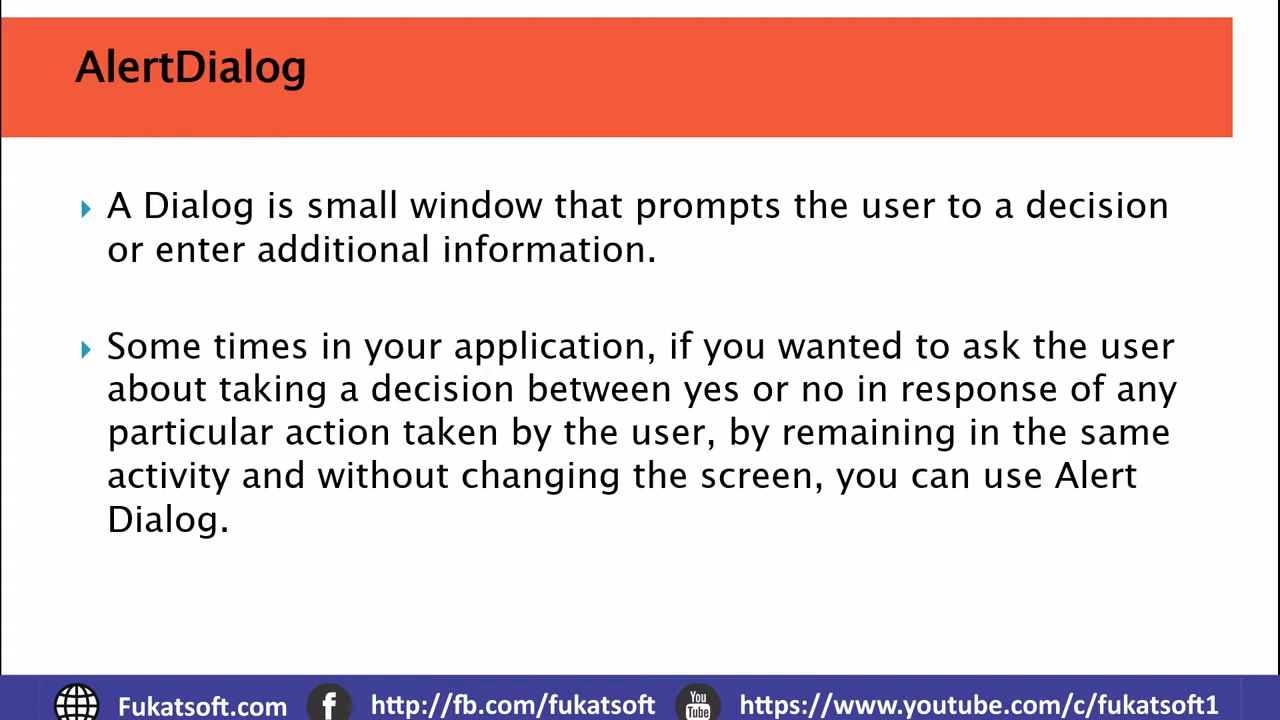 AlertDialog
A Dialog is small window that prompts the user to a decision
or enter additional information.
Some times in your application, if you wanted to ask the user
about taking a decision between yes or no in response of any
particular action taken by the user, by remaining in the same
activity and without changing the screen, you can use Alert
Dialog.
Fukatsoft.com f http://fb.com/fukatsoft You Tube https://www.youtube.com/c/fukatsoft1